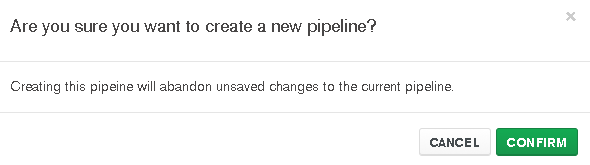 Are you sure you want to create a new pipeline?
×
Creating this pipeine will abandon unsaved changes to the current pipeline.
CANCEL CONFIRM